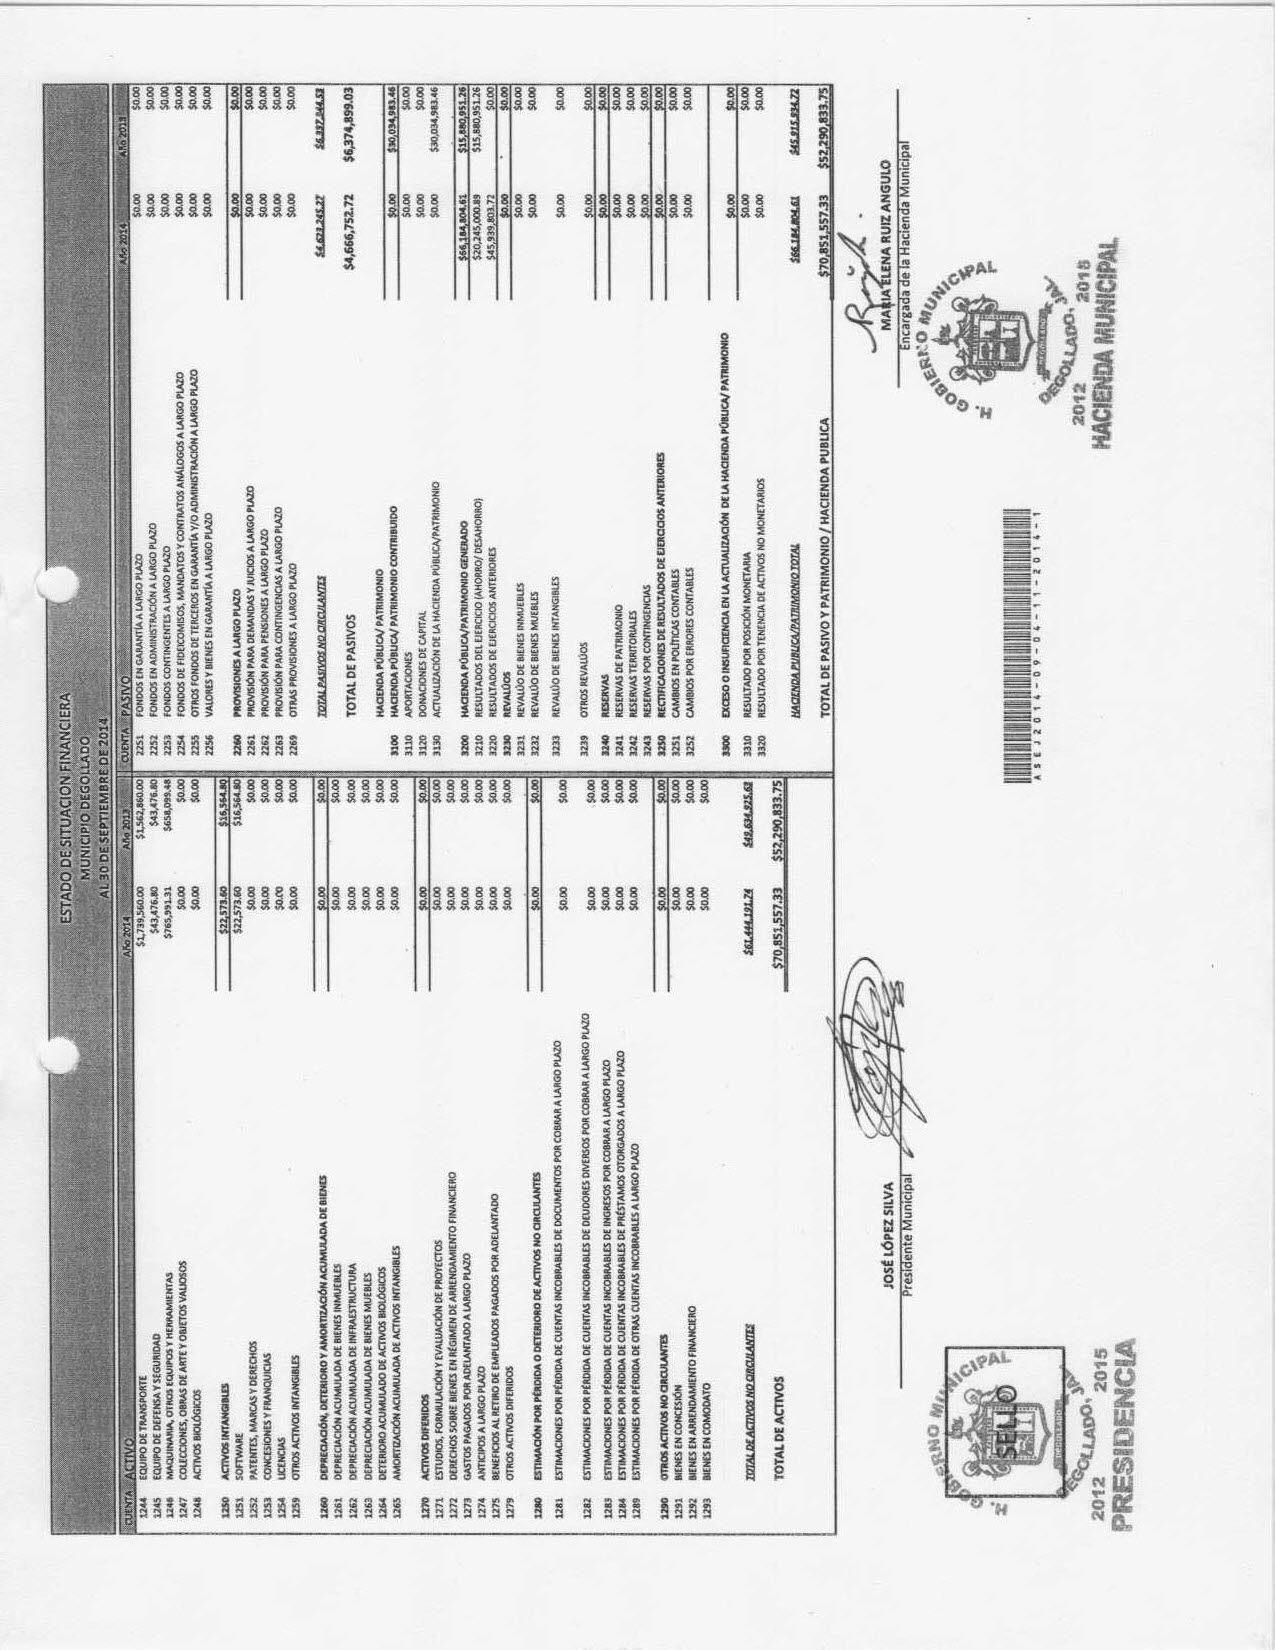 ESTADO DE SITUACION FINANCIERA
MUNICIPIO DEGOLLADO
AL 30 DE SEPTIEMBRE DE 2014
CUENTA ACTIVO Año 2014 Año 2013
1244 EQUIPO DE TRANSPORTE $1,739,560.00 $1,562,860.00
1245 EQUIPO DE DEFENSA Y SEGURIDAD $43,476.80 $43,476.80
1246 MAQUINARIA, OTROS EQUIPOS Y HERRAMIENTAS $765,991.31 $658,099.48
1247 COLECCIONES, OBRAS DE ARTE Y OBJETOS VALIOSOS $0.00 $0.00
1248 ACTIVOS BIOLÓGICOS $0.00 $0.00
1250 ACTIVOS INTANGIBLES $22,573.60 $16,564.80
1251 SOFTWARE $22,573.60 $16,564.80
1252 PATENTES, MARCAS Y DERECHOS $0.00 $0.00
1253 CONCESIONES Y FRANQUICIAS $0.00 $0.00
1254 LICENCIAS $0.00 $0.00
1259 OTROS ACTIVOS INTANGIBLES $0.00 $0.00
1260 DEPRECIACIÓN, DETERIORO Y AMORTIZACIÓN ACUMULADA DE BIENES $0.00 $0.00
1261 DEPRECIACIÓN ACUMULADA DE BIENES INMUEBLES $0.00 $0.00
1262 DEPRECIACIÓN ACUMULADA DE INFRAESTRUCTURA $0.00 $0.00
1263 DEPRECIACIÓN ACUMULADA DE BIENES MUEBLES $0.00 $0.00
1264 DETERIORO ACUMULADO DE ACTIVOS BIOLÓGICOS $0.00 $0.00
1265 AMORTIZACIÓN ACUMULADA DE ACTIVOS INTANGIBLES $0.00 $0.00
1270 ACTIVOS DIFERIDOS $0.00 $0.00
1271 ESTUDIOS, FORMULACIÓN Y EVALUACIÓN DE PROYECTOS $0.00 $0.00
1272 DERECHOS SOBRE BIENES EN RÉGIMEN DE ARRENDAMIENTO FINANCIERO $0.00 $0.00
1273 GASTOS PAGADOS POR ADELANTADO A LARGO PLAZO $0.00 $0.00
1274 ANTICIPOS A LARGO PLAZO $0.00 $0.00
1275 BENEFICIOS AL RETIRO DE EMPLEADOS PAGADOS POR ADELANTADO $0.00 $0.00
1279 OTROS ACTIVOS DIFERIDOS $0.00 $0.00
1280 ESTIMACIÓN POR PÉRDIDA O DETERIORO DE ACTIVOS NO CIRCULANTES $0.00 $0.00
1281 ESTIMACIONES POR PÉRDIDA DE CUENTAS INCOBRABLES DE DOCUMENTOS POR COBRAR A LARGO PLAZO $0.00 $0.00
1282 ESTIMACIONES POR PÉRDIDA DE CUENTAS INCOBRABLES DE DEUDORES DIVERSOS POR COBRAR A LARGO PLAZO $0.00 $0.00
1283 ESTIMACIONES POR PÉRDIDA DE CUENTAS INCOBRABLES DE INGRESOS POR COBRAR A LARGO PLAZO $0.00 $0.00
1284 ESTIMACIONES POR PÉRDIDA DE CUENTAS INCOBRABLES DE PRÉSTAMOS OTORGADOS A LARGO PLAZO $0.00 $0.00
1289 ESTIMACIONES POR PÉRDIDA DE OTRAS CUENTAS INCOBRABLES A LARGO PLAZO $0.00 $0.00
1290 OTROS ACTIVOS NO CIRCULANTES $0.00 $0.00
1291 BIENES EN CONCESIÓN $0.00 $0.00
1292 BIENES EN ARRENDAMIENTO FINANCIERO $0.00 $0.00
1293 BIENES EN COMODATO $0.00 $0.00
TOTAL DE ACTIVOS NO CIRCULANTES $61,444,191.74 $49,634,925.63
TOTAL DE ACTIVOS $70,851,557.33 $52,290,833.75
CUENTA PASIVO Año 2014 Año 2013
2251 FONDOS EN GARANTÍA A LARGO PLAZO $0.00 $0.00
2252 FONDOS EN ADMINISTRACIÓN A LARGO PLAZO $0.00 $0.00
2253 FONDOS CONTINGENTES A LARGO PLAZO $0.00 $0.00
2254 FONDOS DE FIDEICOMISOS, MANDATOS Y CONTRATOS ANÁLOGOS A LARGO PLAZO $0.00 $0.00
2255 OTROS FONDOS DE TERCEROS EN GARANTÍA Y/O ADMINISTRACIÓN A LARGO PLAZO $0.00 $0.00
2256 VALORES Y BIENES EN GARANTÍA A LARGO PLAZO $0.00 $0.00
2260 PROVISIONES A LARGO PLAZO $0.00 $0.00
2261 PROVISIÓN PARA DEMANDAS Y JUICIOS A LARGO PLAZO $0.00 $0.00
2262 PROVISIÓN PARA PENSIONES A LARGO PLAZO $0.00 $0.00
2263 PROVISIÓN PARA CONTINGENCIAS A LARGO PLAZO $0.00 $0.00
2269 OTRAS PROVISIONES A LARGO PLAZO $0.00 $0.00
TOTAL PASIVOS NO CIRCULANTES $4,623,245.27
TOTAL DE PASIVOS $4,666,752.72 $6,374,899.03
HACIENDA PÚBLICA/ PATRIMONIO
3100 HACIENDA PÚBLICA/ PATRIMONIO CONTRIBUIDO $0.00 $30,034,983.46
3110 APORTACIONES $0.00 $0.00
3120 DONACIONES DE CAPITAL $0.00 $0.00
3130 ACTUALIZACIÓN DE LA HACIENDA PÚBLICA/PATRIMONIO $0.00 $30,034,983.46
3200 HACIENDA PÚBLICA/PATRIMONIO GENERADO $66,184,804.61 $15,880,951.26
3210 RESULTADOS DEL EJERCICIO (AHORRO/ DESAHORRO) $20,245,000.89 $15,880,951.26
3220 RESULTADOS DE EJERCICIOS ANTERIORES $45,939,803.72 $0.00
3230 REVALÚOS $0.00 $0.00
3231 REVALÚO DE BIENES INMUEBLES $0.00 $0.00
3232 REVALÚO DE BIENES MUEBLES $0.00 $0.00
3233 REVALÚO DE BIENES INTANGIBLES $0.00 $0.00
3239 OTROS REVALÚOS $0.00 $0.00
3240 RESERVAS $0.00 $0.00
3241 RESERVAS DE PATRIMONIO $0.00 $0.00
3242 RESERVAS TERRITORIALES $0.00 $0.00
3243 RESERVAS POR CONTINGENCIAS $0.00 $0.00
3250 RECTIFICACIONES DE RESULTADOS DE EJERCICIOS ANTERIORES $0.00 $0.00
3251 CAMBIOS EN POLÍTICAS CONTABLES $0.00 $0.00
3252 CAMBIOS POR ERRORES CONTABLES $0.00 $0.00
3300 EXCESO O INSUFICIENCIA EN LA ACTUALIZACIÓN DE LA HACIENDA PÚBLICA/ PATRIMONIO $0.00 $0.00
3310 RESULTADO POR POSICIÓN MONETARIA $0.00 $0.00
3320 RESULTADO POR TENENCIA DE ACTIVOS NO MONETARIOS $0.00 $0.00
HACIENDA PUBLICA/PATRIMONIO TOTAL $66,184,804.61 $45,915,934.72
TOTAL DE PASIVO Y PATRIMONIO / HACIENDA PUBLICA $70,851,557.33 $52,290,833.75
JOSÉ LÓPEZ SILVA
Presidente Municipal
MARIA ELENA RUIZ ANGULO
Encargada de la Hacienda Municipal
H. GOBIERNO MUNICIPAL
SELLO
DEGOLLADO, JAL
2012 2015
PRESIDENCIA
ASEJ2014-09-04-11-2014-1
H. GOBIERNO MUNICIPAL
DEGOLLADO
DEGOLLADO, JAL
2012 2015
HACIENDA MUNICIPAL